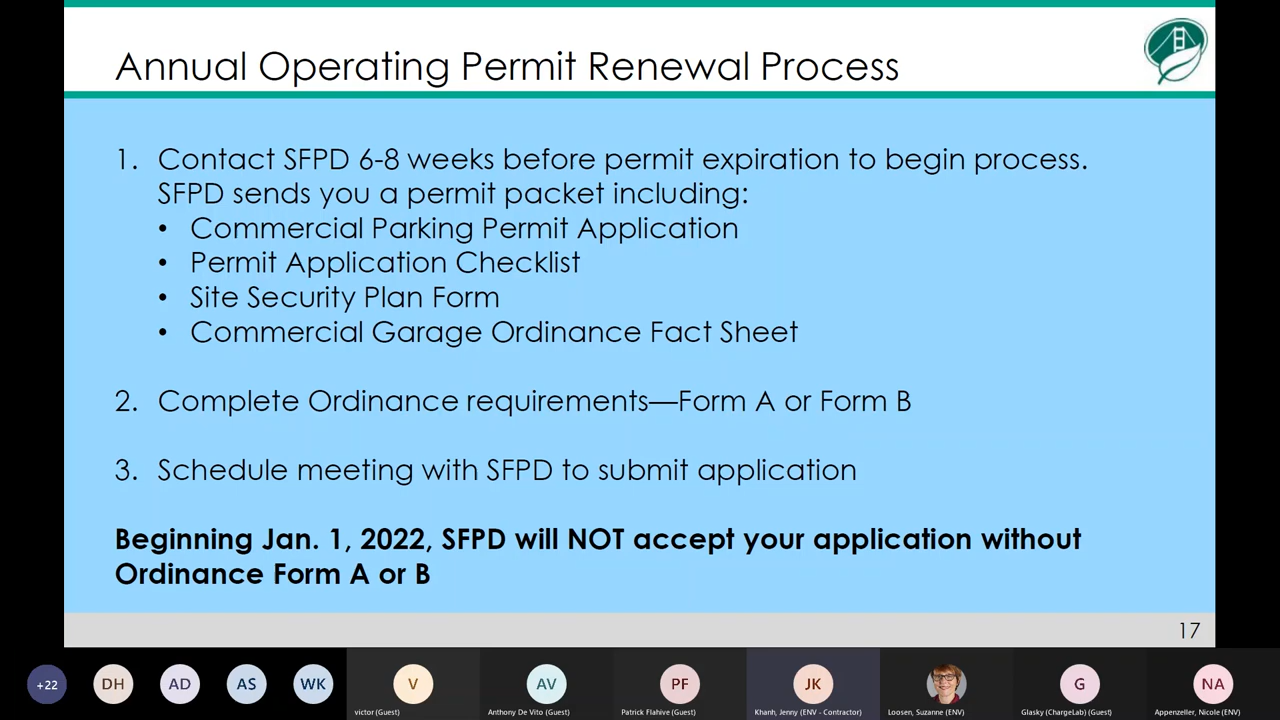 Annual Operating Permit Renewal Process
1. Contact SFPD 6-8 weeks before permit expiration to begin process.
SFPD sends you a permit packet including:
• Commercial Parking Permit Application
• Permit Application Checklist
• Site Security Plan Form
• Commercial Garage Ordinance Fact Sheet
2. Complete Ordinance requirements—Form A or Form B
3. Schedule meeting with SFPD to submit application
Beginning Jan. 1, 2022, SFPD will NOT accept your application without
Ordinance Form A or B
17
+22 DH AD AS WK V AV PF JK G NA
victor (Guest) Anthony De Vito (Guest) Patrick Flahive (Guest) Khanh, Jenny (ENV - Contractor) Loosen, Suzanne (ENV) Glasky (ChargeLab) (Guest) Appenzeller, Nicole (ENV)